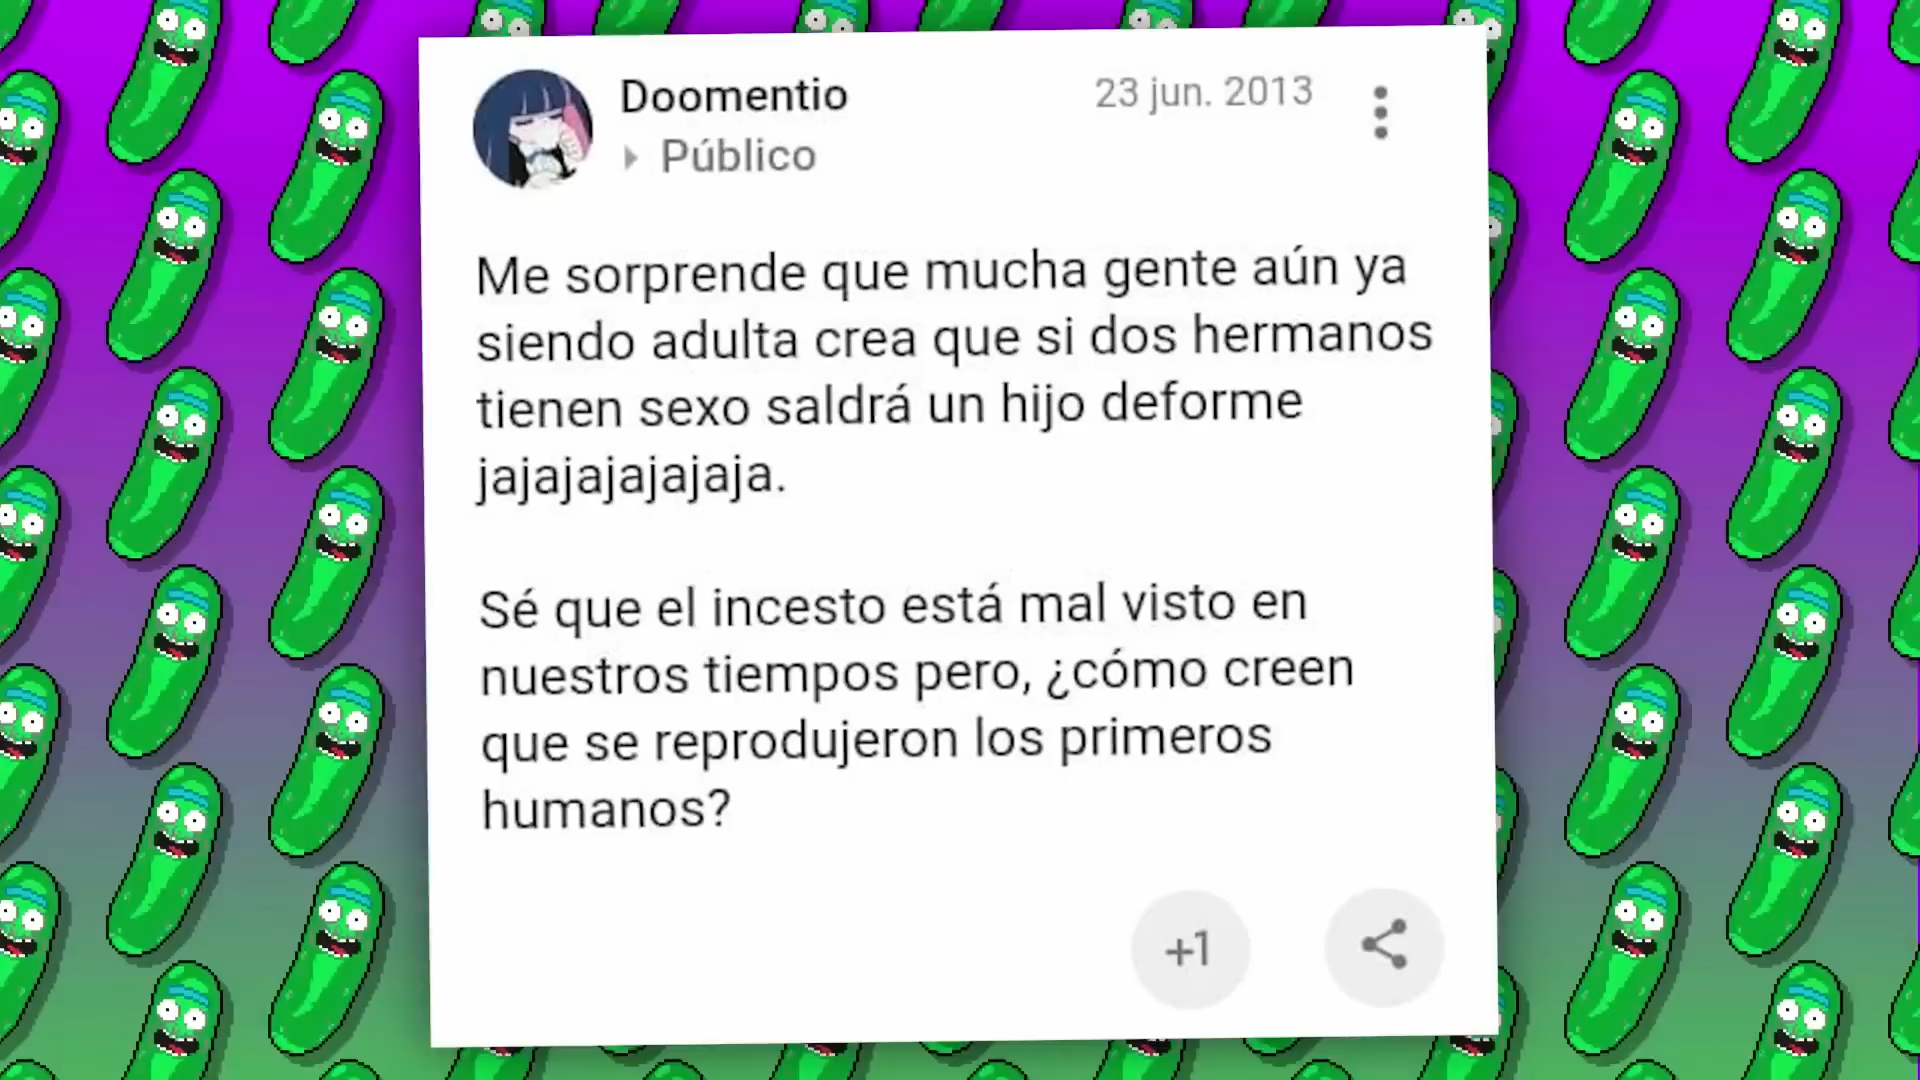 Doomentio
23 jun. 2013
Público
Me sorprende que mucha gente aún ya
siendo adulta crea que si dos hermanos
tienen sexo saldrá un hijo deforme
jajajajajajaja.
Sé que el incesto está mal visto en
nuestros tiempos pero, ¿cómo creen
que se reprodujeron los primeros
humanos?
+1